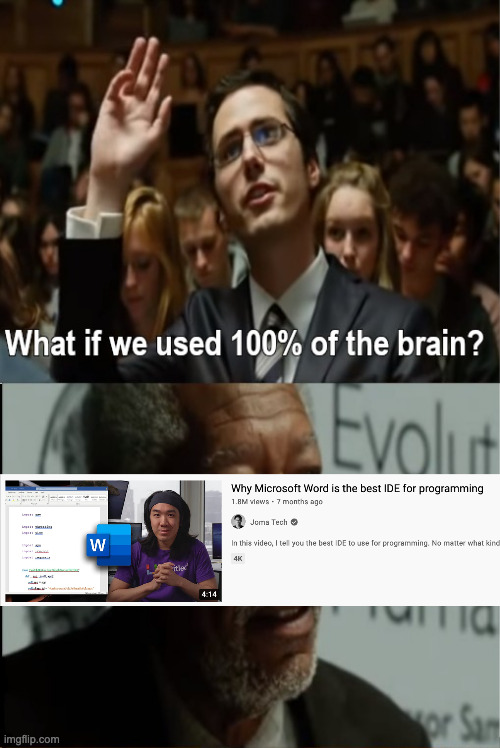 What if we used 100% of the brain?
Evolut
Why Microsoft Word is the best IDE for programming
1.8M views • 7 months ago
Joma Tech
In this video, I tell you the best IDE to use for programming. No matter what kind
4K
W
4:14
or Sam
imgflip.com